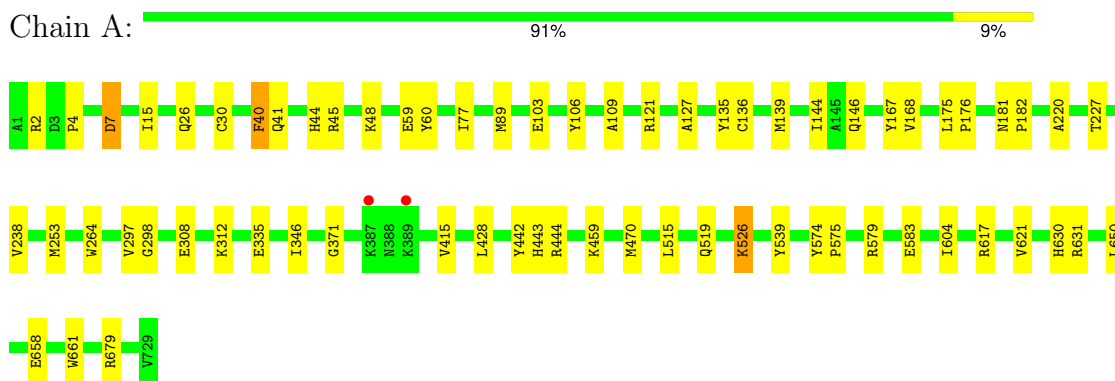 Chain A:
91% 9%
A1 R2 D3 P4 D7 I15 Q26 C30 F40 Q41 H44 R45 K48 E59 Y60 I77 M89 E103 Y106 A109 R121 A127 Y135 C136 M139 I144 A145 Q146 Y167 V168 L175 P176 N181 P182 A220 T227
V238 M253 W264 V297 G298 E308 K312 E335 I346 G371 K387 N388 K389 V415 L428 Y442 H443 R444 K459 M470 L515 Q519 K526 Y539 Y574 P575 R579 E583 I604 R617 V621 H630 R631
E658 W661 R679 V729